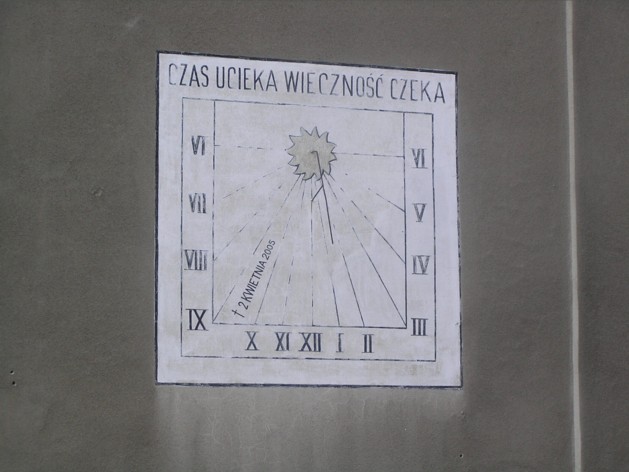 CZAS UCIEKA WIECZNOŚĆ CZEKA
VI
VI
VII
V
VIII
IV
† 2 KWIETNIA 2005
IX
III
X XI XII I II